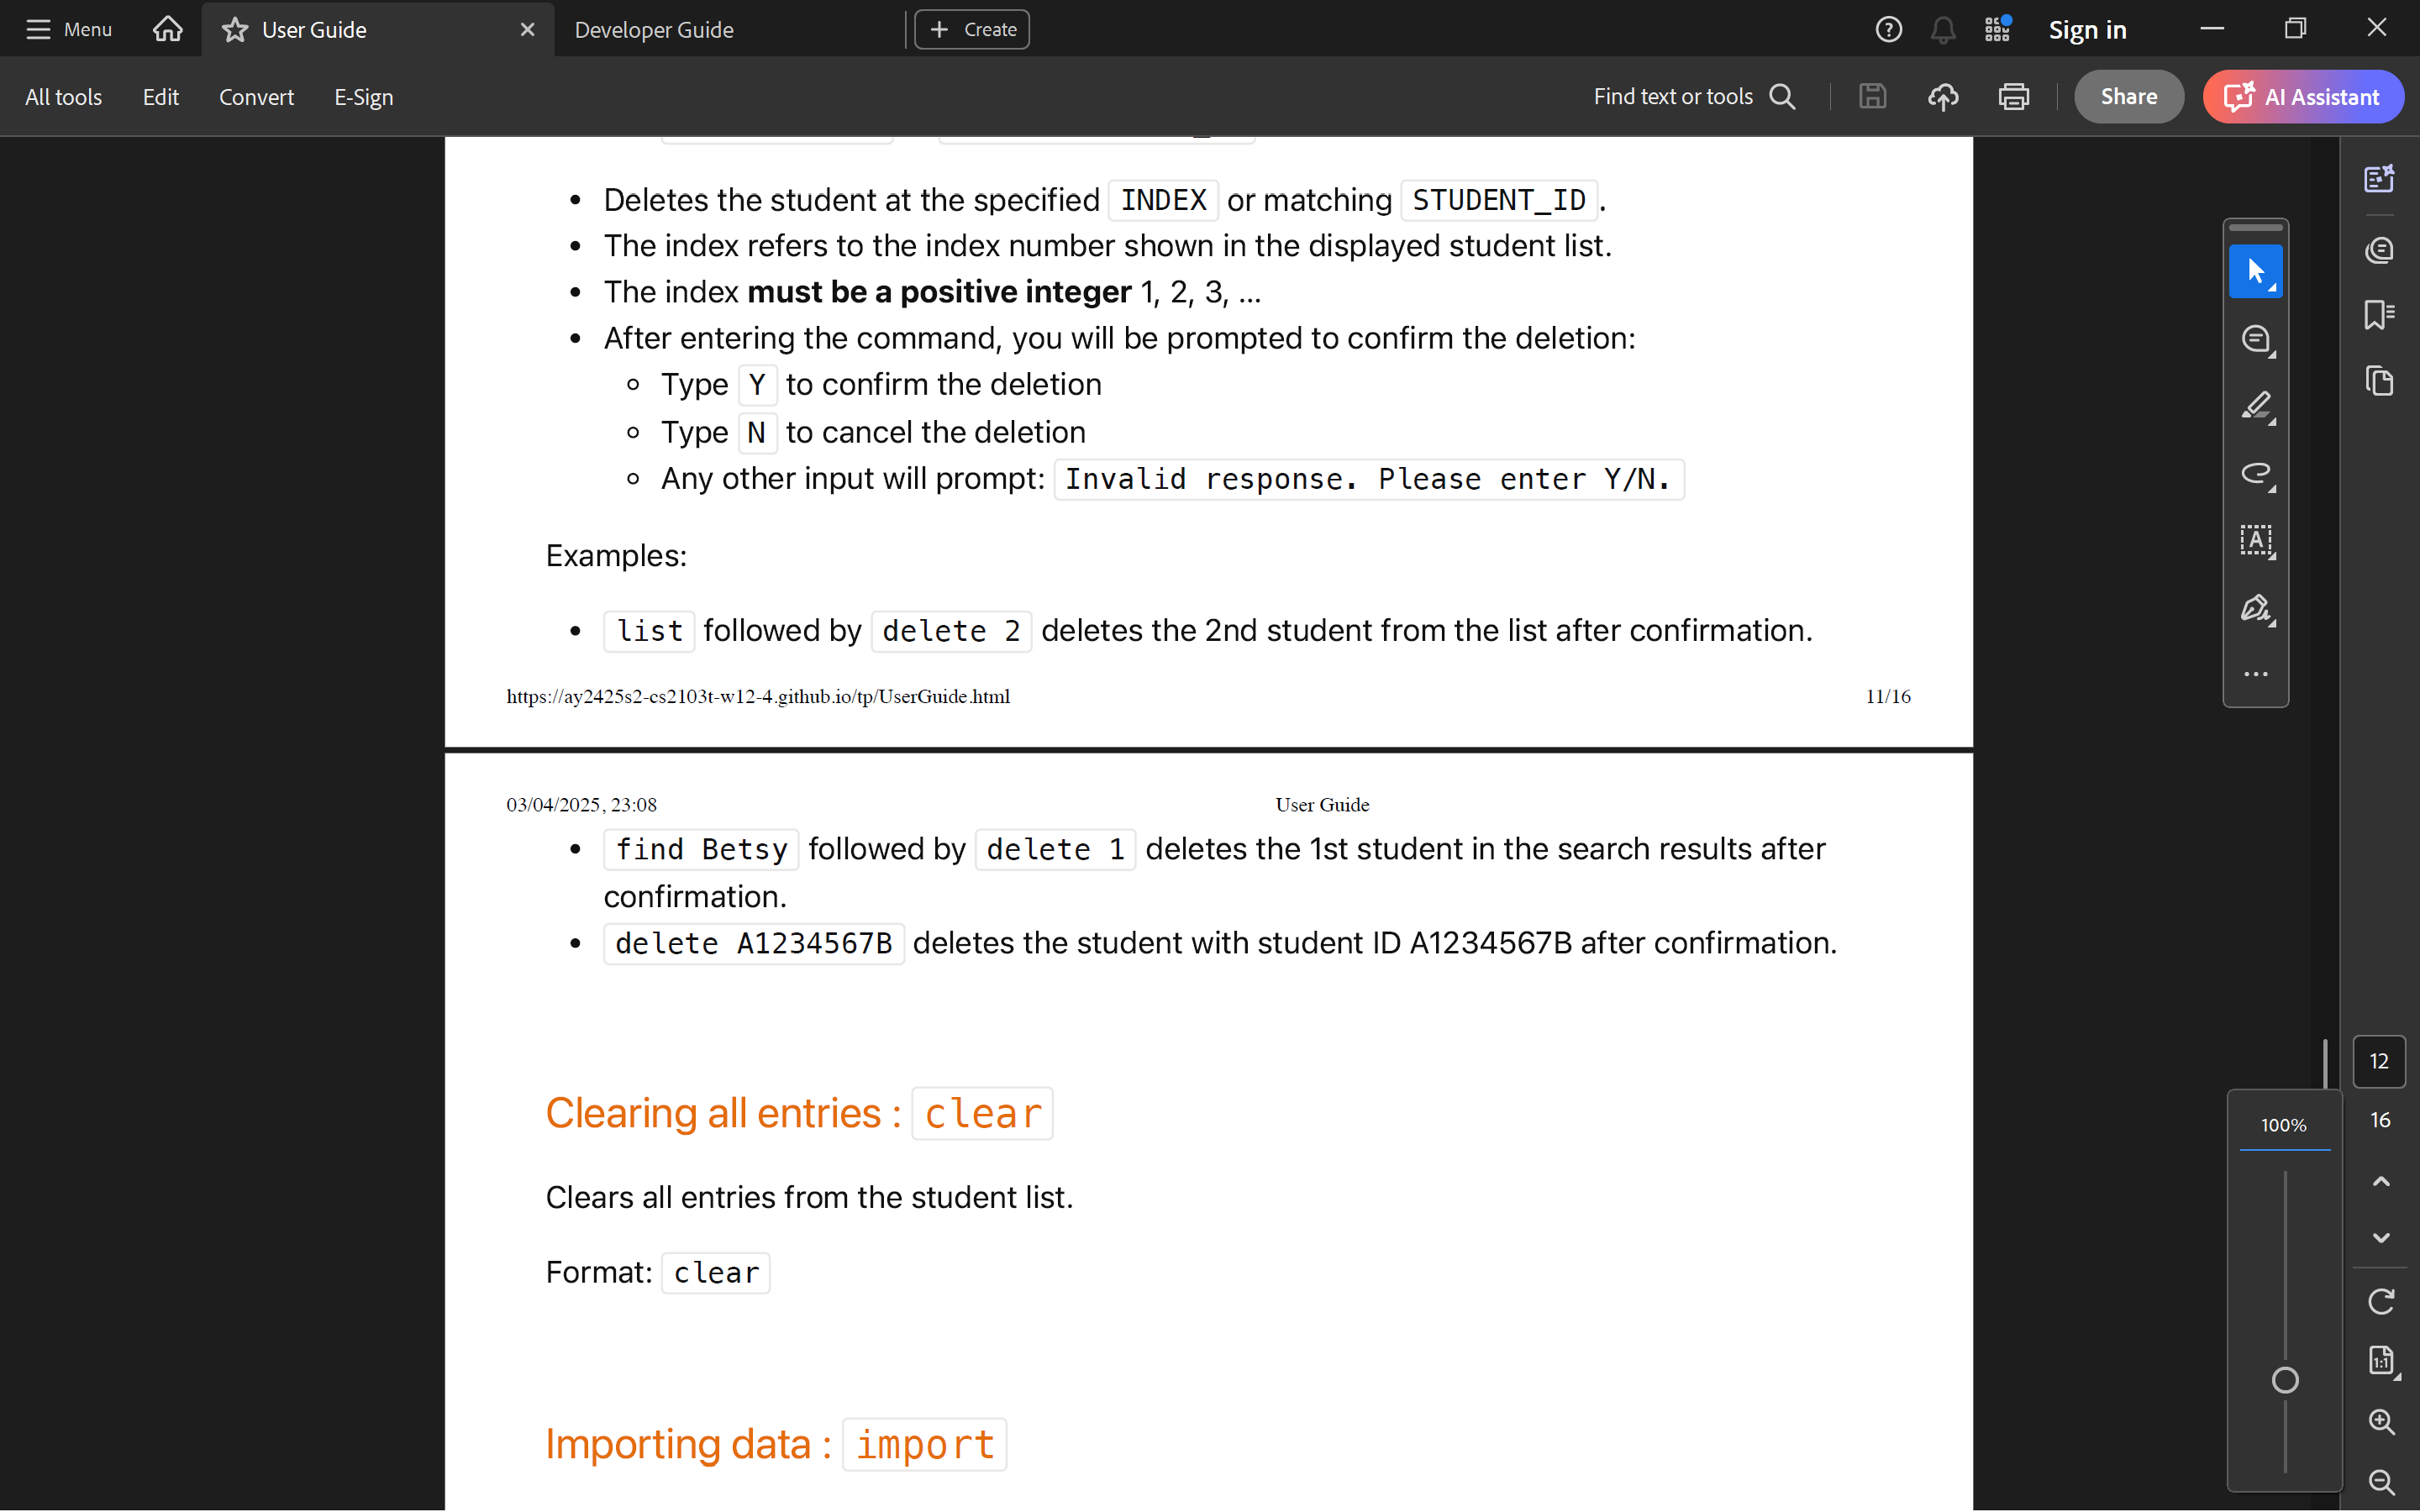 Menu
User Guide
Developer Guide
Create
Sign in
All tools
Edit
Convert
E-Sign
Find text or tools
Share
AI Assistant
• Deletes the student at the specified INDEX or matching STUDENT_ID.
• The index refers to the index number shown in the displayed student list.
• The index must be a positive integer 1, 2, 3, …
• After entering the command, you will be prompted to confirm the deletion:
Type Y to confirm the deletion
Type N to cancel the deletion
Any other input will prompt: Invalid response. Please enter Y/N.
Examples:
• list followed by delete 2 deletes the 2nd student from the list after confirmation.
https://ay2425s2-cs2103t-w12-4.github.io/tp/UserGuide.html
11/16
03/04/2025, 23:08
User Guide
• find Betsy followed by delete 1 deletes the 1st student in the search results after
confirmation.
• delete A1234567B deletes the student with student ID A1234567B after confirmation.
Clearing all entries : clear
Clears all entries from the student list.
Format: clear
Importing data : import
12
16
100%
1:1